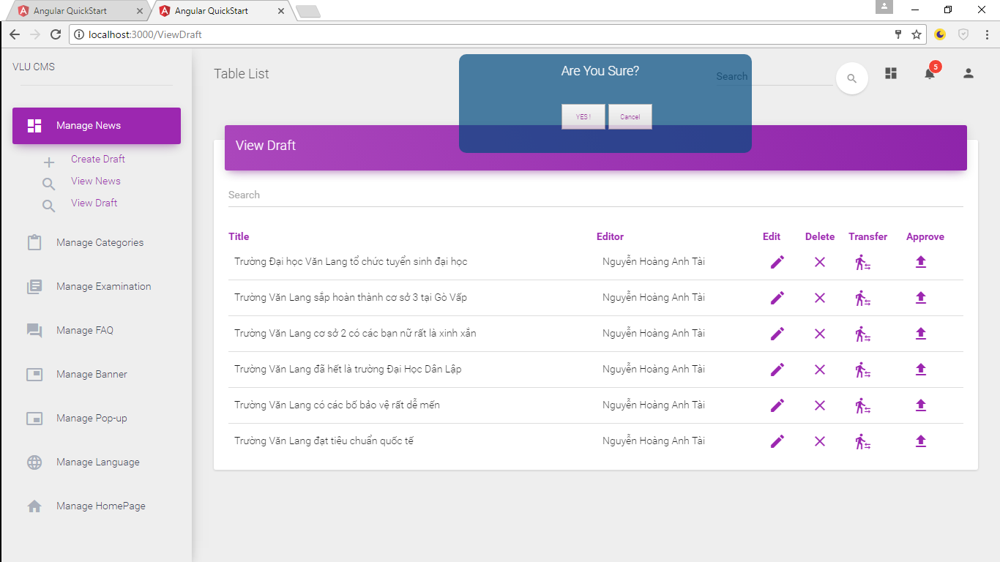 Angular QuickStart
Angular QuickStart
localhost:3000/ViewDraft
VLU CMS
Manage News
Create Draft
View News
View Draft
Manage Categories
Manage Examination
Manage FAQ
Manage Banner
Manage Pop-up
Manage Language
Manage HomePage
Table List
Are You Sure?
YES !
Cancel
Search
5
View Draft
Search
Title Editor Edit Delete Transfer Approve
Trường Đại học Văn Lang tổ chức tuyển sinh đại học Nguyễn Hoàng Anh Tài
Trường Văn Lang sắp hoàn thành cơ sở 3 tại Gò Vấp Nguyễn Hoàng Anh Tài
Trường Văn Lang cơ sở 2 có các bạn nữ rất là xinh xắn Nguyễn Hoàng Anh Tài
Trường Văn Lang đã hết là trường Đại Học Dân Lập Nguyễn Hoàng Anh Tài
Trường Văn Lang có các bố bảo vệ rất dễ mến Nguyễn Hoàng Anh Tài
Trường Văn Lang đạt tiêu chuẩn quốc tế Nguyễn Hoàng Anh Tài